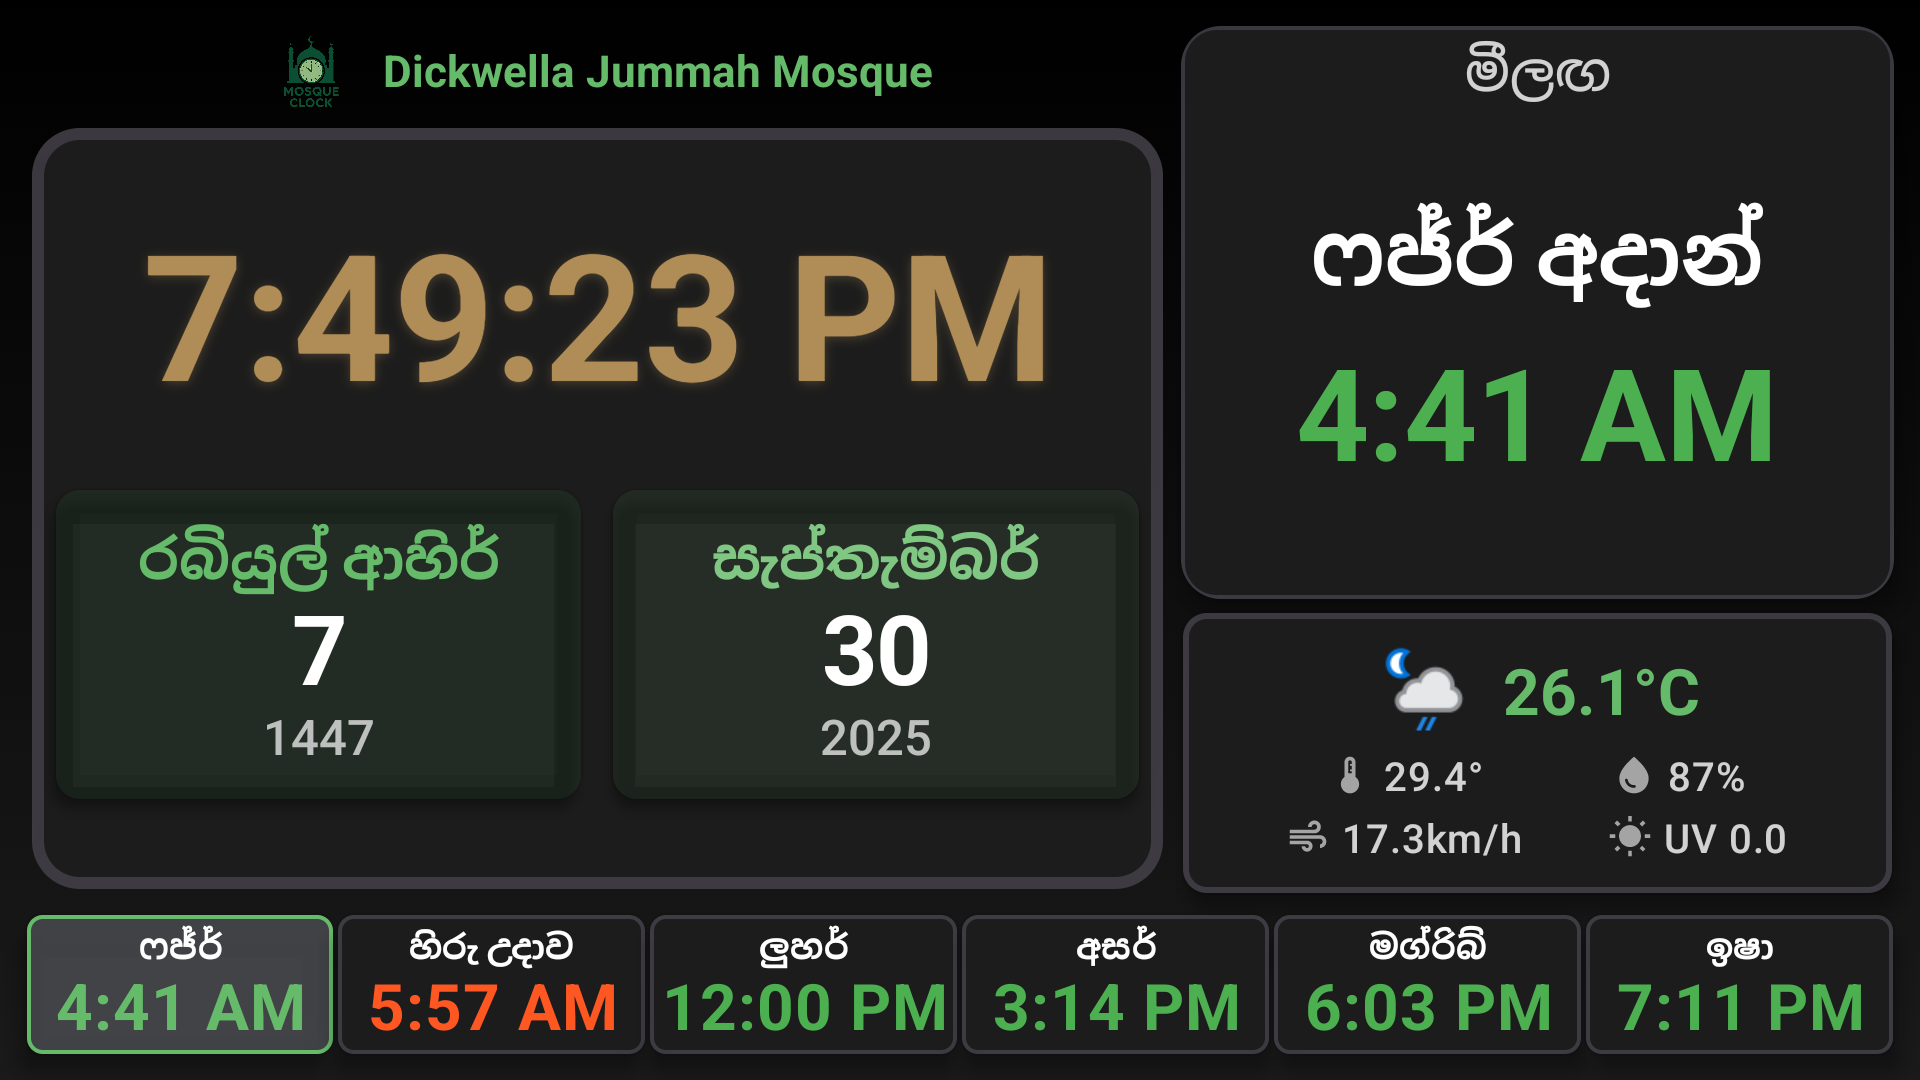 MOSQUE
CLOCK
Dickwella Jummah Mosque
7:49:23 PM
රබියුල් ආහිර්
7
1447
සැප්තැම්බර්
30
2025
මීලඟ
ෆජ්ර් අදාන්
4:41 AM
26.1°C
29.4°
87%
17.3km/h
UV 0.0
ෆජ්ර්
4:41 AM
හිරු උදාව
5:57 AM
ලුහර්
12:00 PM
අසර්
3:14 PM
මග්රිබ්
6:03 PM
ඉෂා
7:11 PM